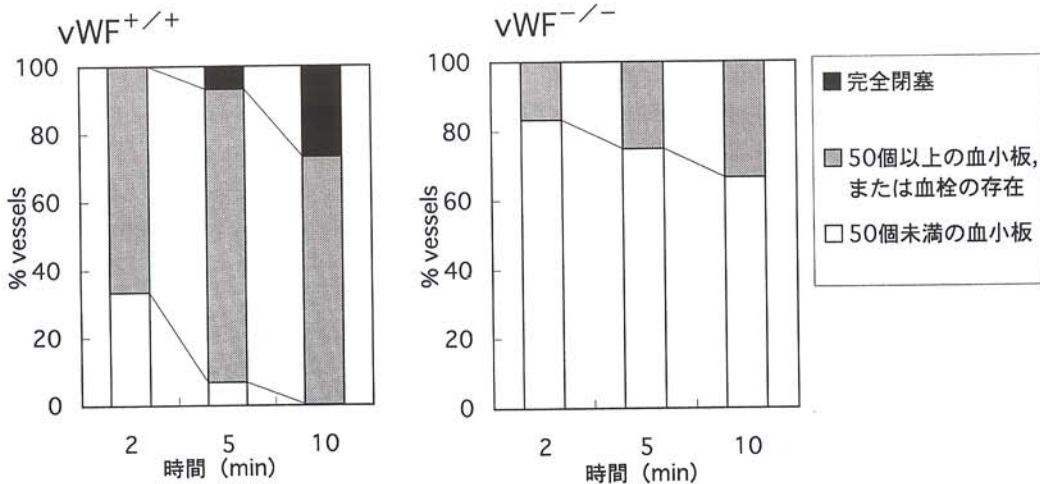 vWF+/+
vWF−/−
100
80
60
40
20
0
% vessels
2
5
10
時間 (min)
100
80
60
40
20
0
% vessels
2
5
10
時間 (min)
完全閉塞
50個以上の血小板,
または血栓の存在
50個未満の血小板